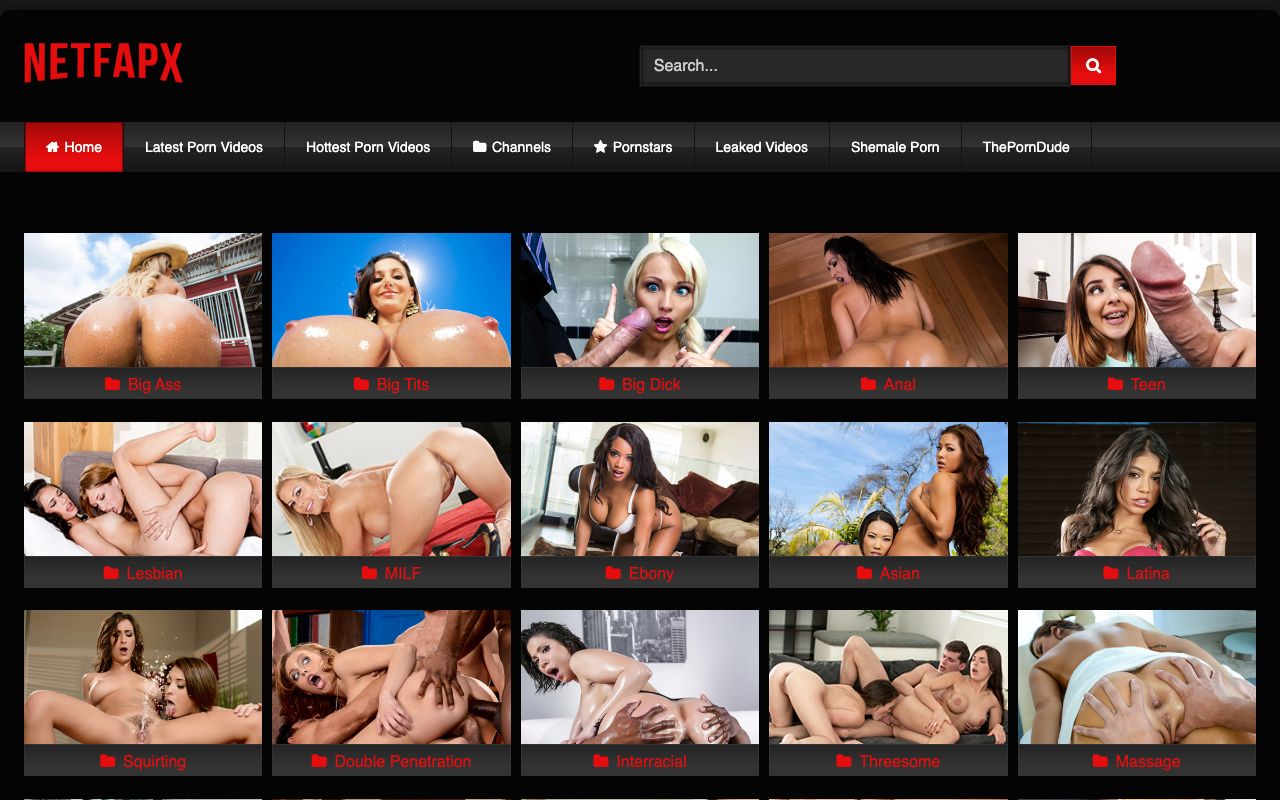 NETFAPX
Search...
Home
Latest Porn Videos
Hottest Porn Videos
Channels
Pornstars
Leaked Videos
Shemale Porn
ThePornDude
Big Ass
Big Tits
Big Dick
Anal
Teen
Lesbian
MILF
Ebony
Asian
Latina
Squirting
Double Penetration
Interracial
Threesome
Massage